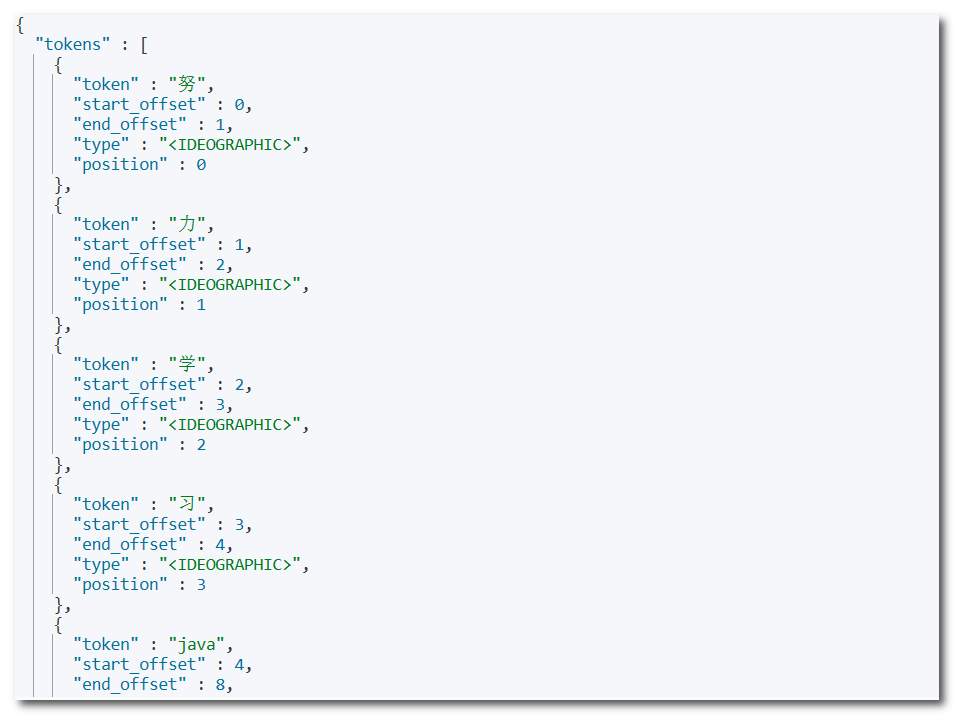 {
  "tokens" : [
    {
      "token" : "努",
      "start_offset" : 0,
      "end_offset" : 1,
      "type" : "<IDEOGRAPHIC>",
      "position" : 0
    },
    {
      "token" : "力",
      "start_offset" : 1,
      "end_offset" : 2,
      "type" : "<IDEOGRAPHIC>",
      "position" : 1
    },
    {
      "token" : "学",
      "start_offset" : 2,
      "end_offset" : 3,
      "type" : "<IDEOGRAPHIC>",
      "position" : 2
    },
    {
      "token" : "习",
      "start_offset" : 3,
      "end_offset" : 4,
      "type" : "<IDEOGRAPHIC>",
      "position" : 3
    },
    {
      "token" : "java",
      "start_offset" : 4,
      "end_offset" : 8,